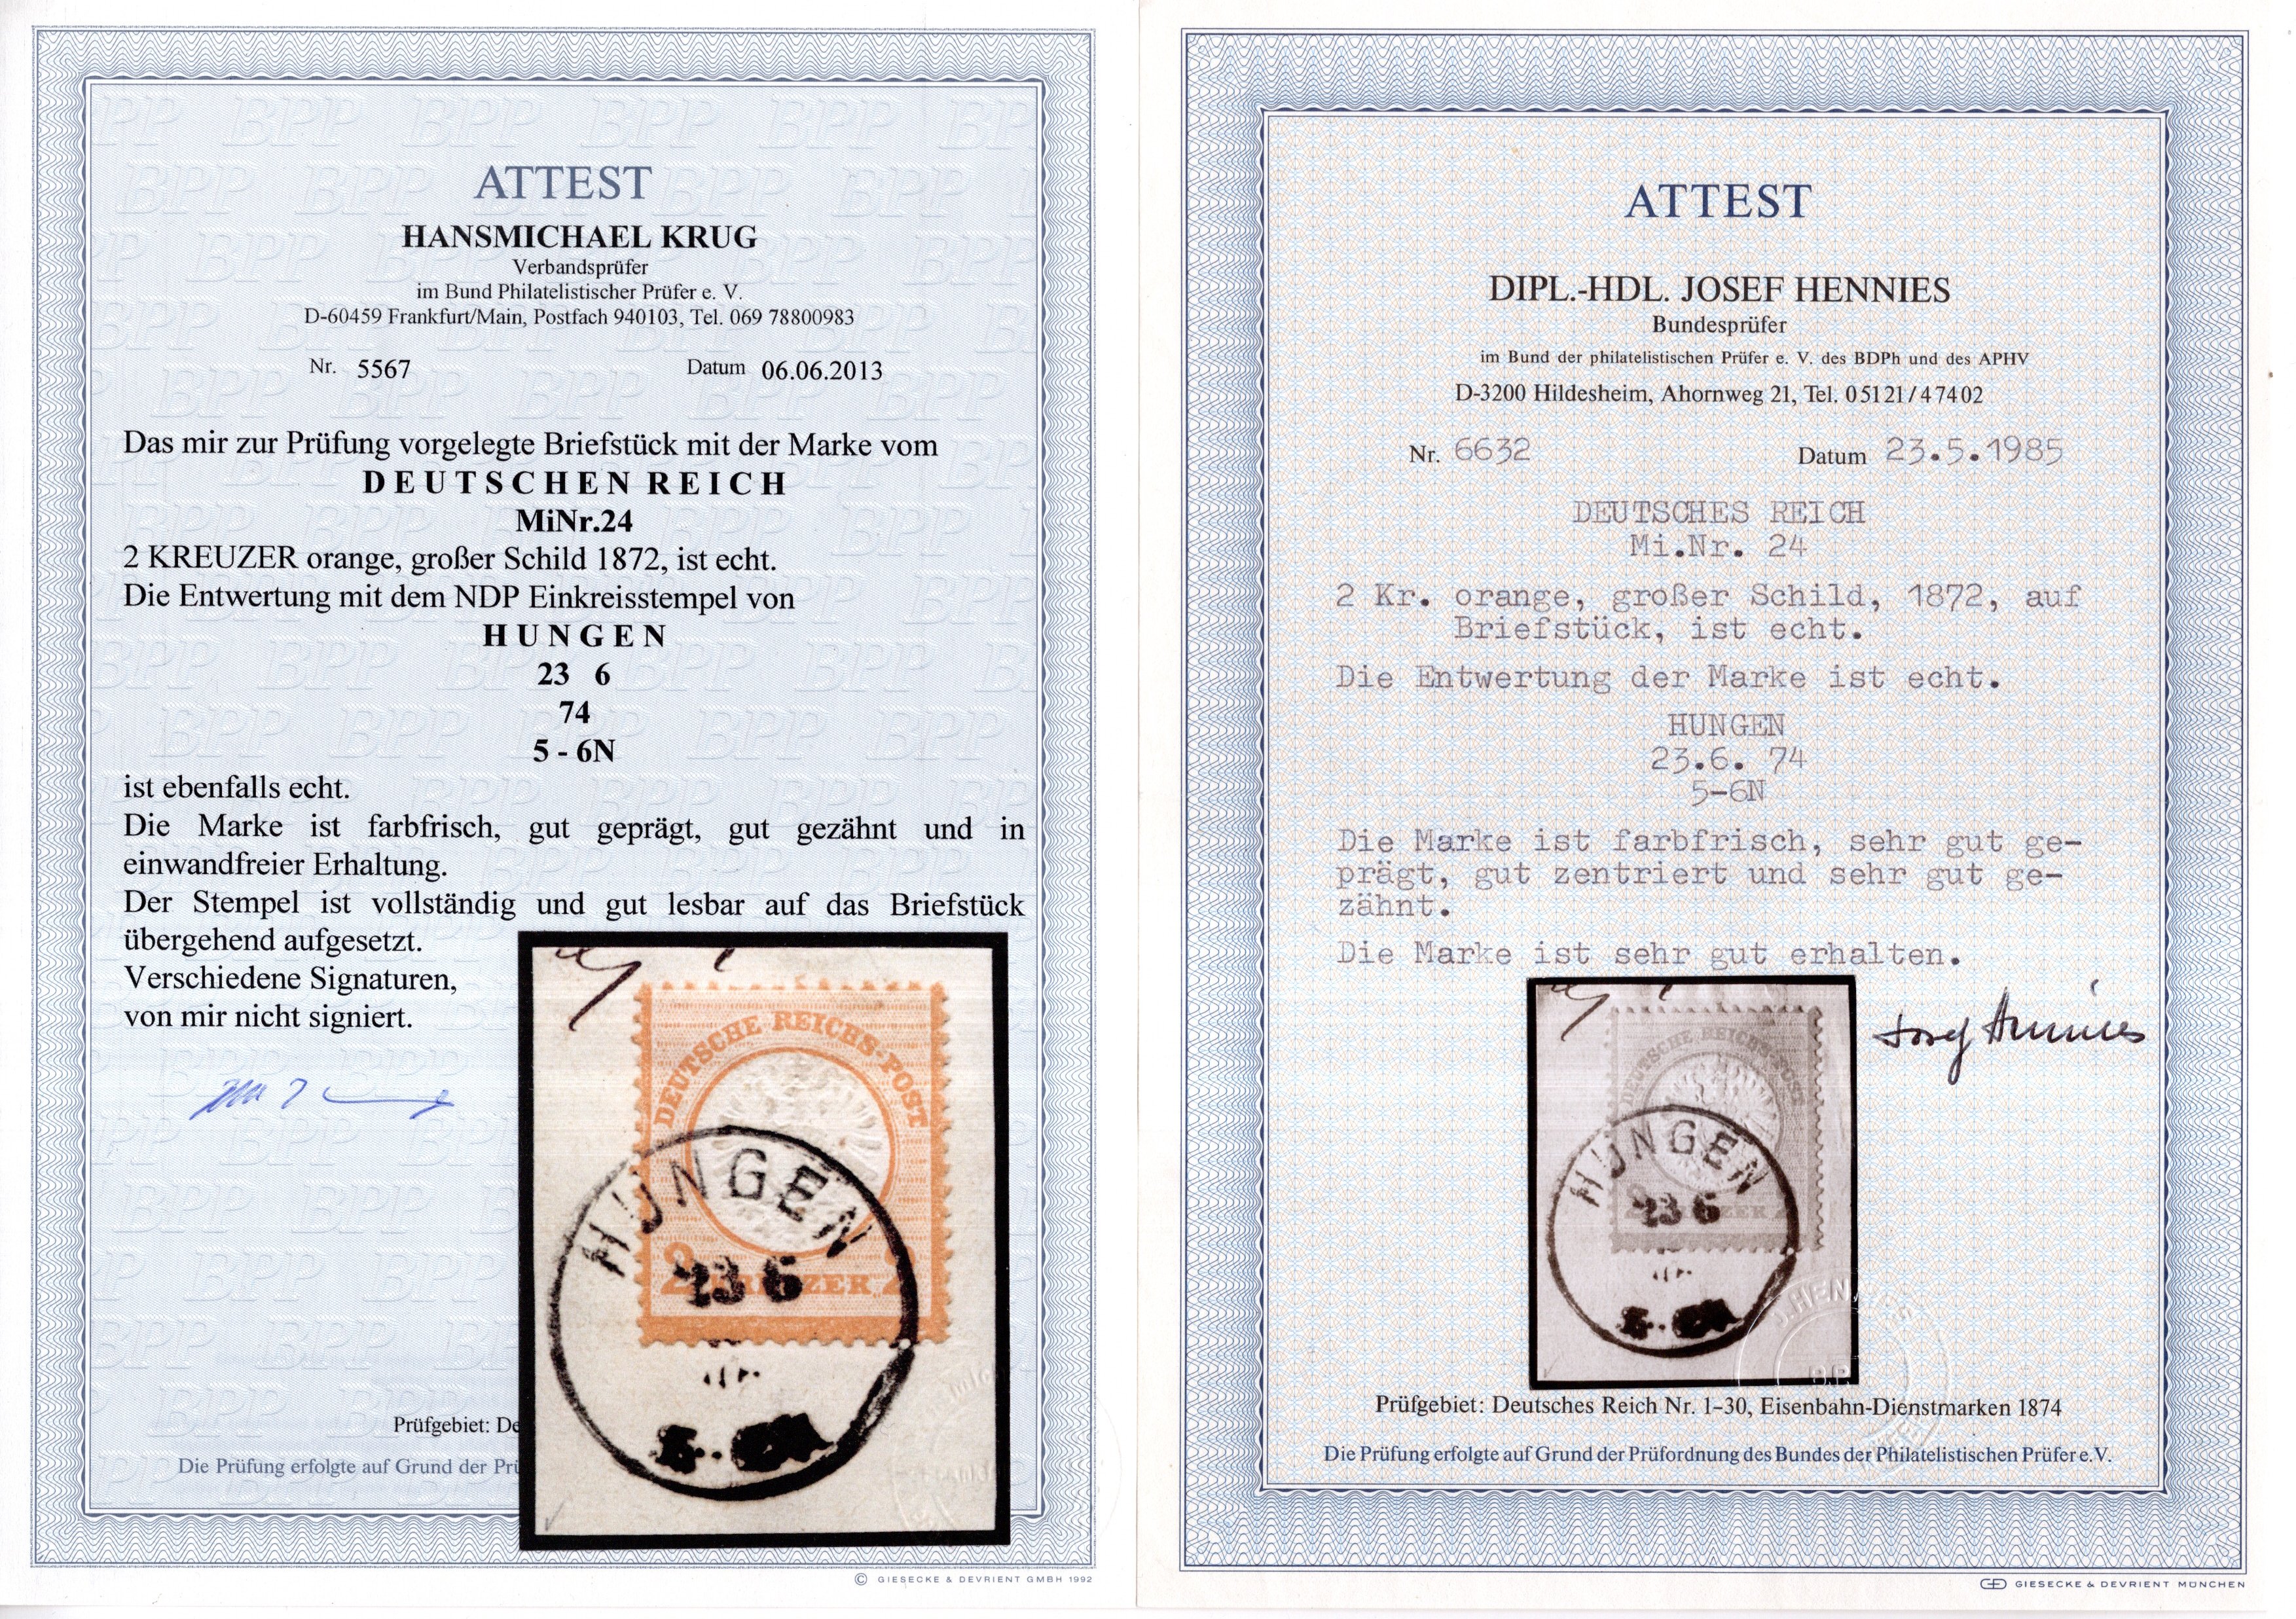 ATTEST
HANSMICHAEL KRUG
Verbandsprüfer
im Bund Philatelistischer Prüfer e. V.
D-60459 Frankfurt/Main, Postfach 940103, Tel. 069 78800983
Nr. 5567 Datum 06.06.2013
Das mir zur Prüfung vorgelegte Briefstück mit der Marke vom
D E U T S C H E N R E I C H
MiNr.24
2 KREUZER orange, großer Schild 1872, ist echt.
Die Entwertung mit dem NDP Einkreisstempel von
H U N G E N
23 6
74
5 - 6N
ist ebenfalls echt.
Die Marke ist farbfrisch, gut geprägt, gut gezähnt und in
einwandfreier Erhaltung.
Der Stempel ist vollständig und gut lesbar auf das Briefstück
übergehend aufgesetzt.
Verschiedene Signaturen,
von mir nicht signiert.
DEUTSCHE REICHS-POST
HUNGEN
23 6
2 KREUZER 2
Prüfgebiet: De
Die Prüfung erfolgte auf Grund der Prü
© GIESECKE & DEVRIENT GMBH 1992
ATTEST
DIPL.-HDL. JOSEF HENNIES
Bundesprüfer
im Bund der philatelistischen Prüfer e. V. des BDPh und des APHV
D-3200 Hildesheim, Ahornweg 21, Tel. 05121/47402
Nr. 6632 Datum 23.5.1985
DEUTSCHES REICH
Mi.Nr. 24
2 Kr. orange, großer Schild, 1872, auf
Briefstück, ist echt.
Die Entwertung der Marke ist echt.
HUNGEN
23.6. 74
5-6N
Die Marke ist farbfrisch, sehr gut ge-
prägt, gut zentriert und sehr gut ge-
zähnt.
Die Marke ist sehr gut erhalten.
Josef Hennies
DEUTSCHE REICHS-POST
HUNGEN
23 6
Prüfgebiet: Deutsches Reich Nr. 1-30, Eisenbahn-Dienstmarken 1874
Die Prüfung erfolgte auf Grund der Prüfordnung des Bundes der Philatelistischen Prüfer e.V.
GIESECKE & DEVRIENT MÜNCHEN